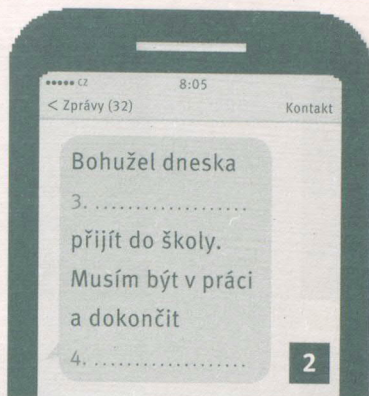 CZ 8:05
< Zprávy (32) Kontakt
Bohužel dneska
3. ...................
přijít do školy.
Musím být v práci
a dokončit
4. ...................
2